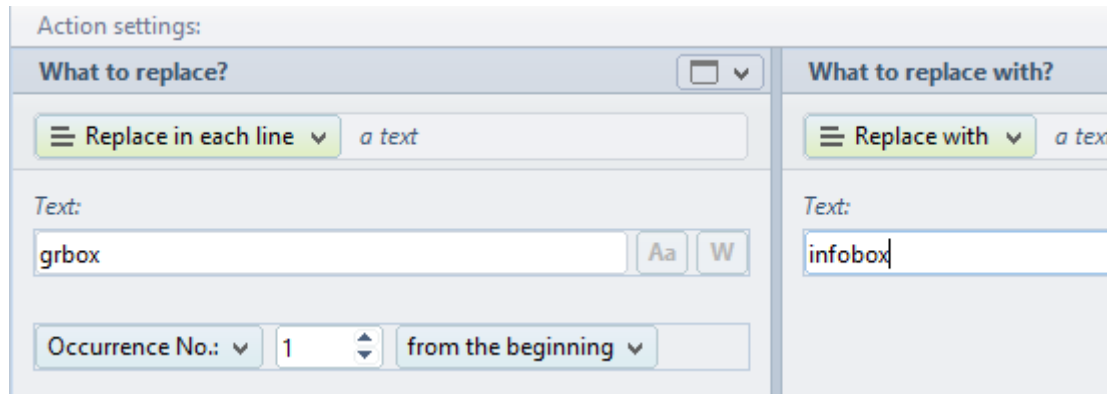 Action settings:
What to replace?
What to replace with?
Replace in each line a text
Replace with
Text:
Text:
grbox Aa W
infobox
Occurrence No.: 1 from the beginning